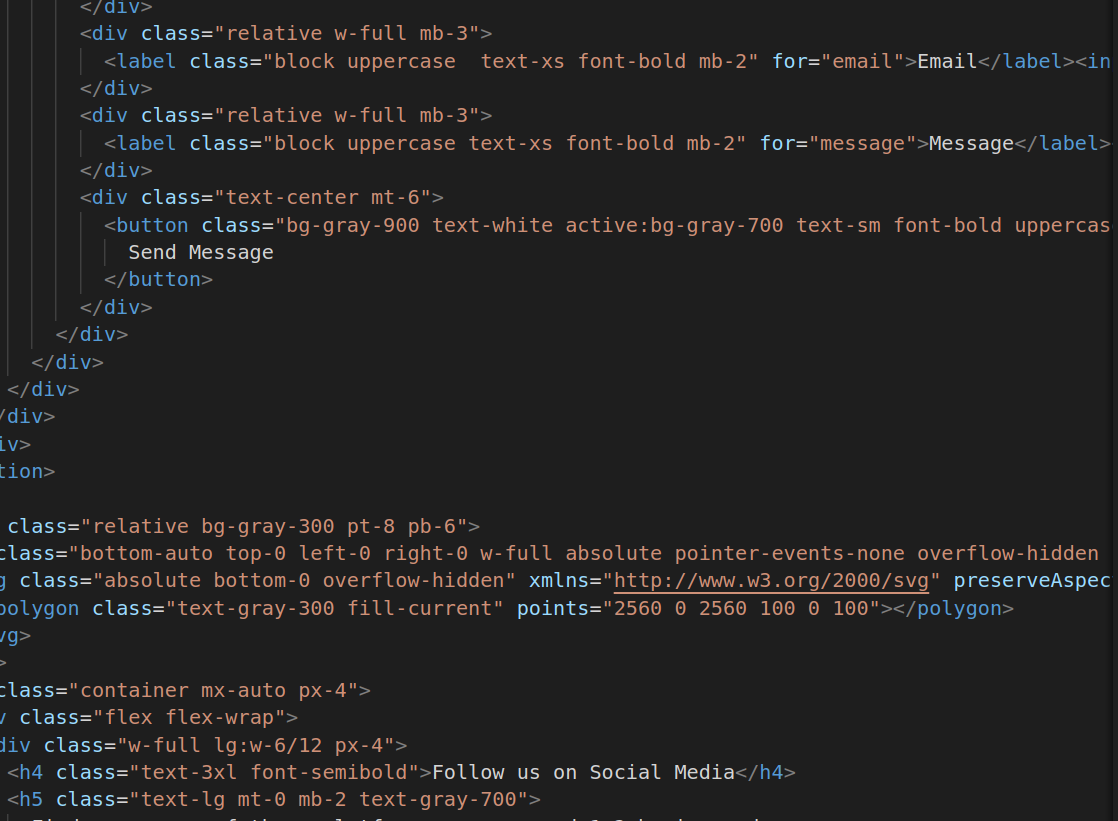 </div>
<div class="relative w-full mb-3">
<label class="block uppercase  text-xs font-bold mb-2" for="email">Email</label><in
</div>
<div class="relative w-full mb-3">
<label class="block uppercase text-xs font-bold mb-2" for="message">Message</label>
</div>
<div class="text-center mt-6">
<button class="bg-gray-900 text-white active:bg-gray-700 text-sm font-bold uppercas
Send Message
</button>
</div>
</div>
</div>
</div>
/div>
iv>
tion>
class="relative bg-gray-300 pt-8 pb-6">
class="bottom-auto top-0 left-0 right-0 w-full absolute pointer-events-none overflow-hidden
g class="absolute bottom-0 overflow-hidden" xmlns="http://www.w3.org/2000/svg" preserveAspec
polygon class="text-gray-300 fill-current" points="2560 0 2560 100 0 100"></polygon>
vg>
>
class="container mx-auto px-4">
v class="flex flex-wrap">
div class="w-full lg:w-6/12 px-4">
<h4 class="text-3xl font-semibold">Follow us on Social Media</h4>
<h5 class="text-lg mt-0 mb-2 text-gray-700">